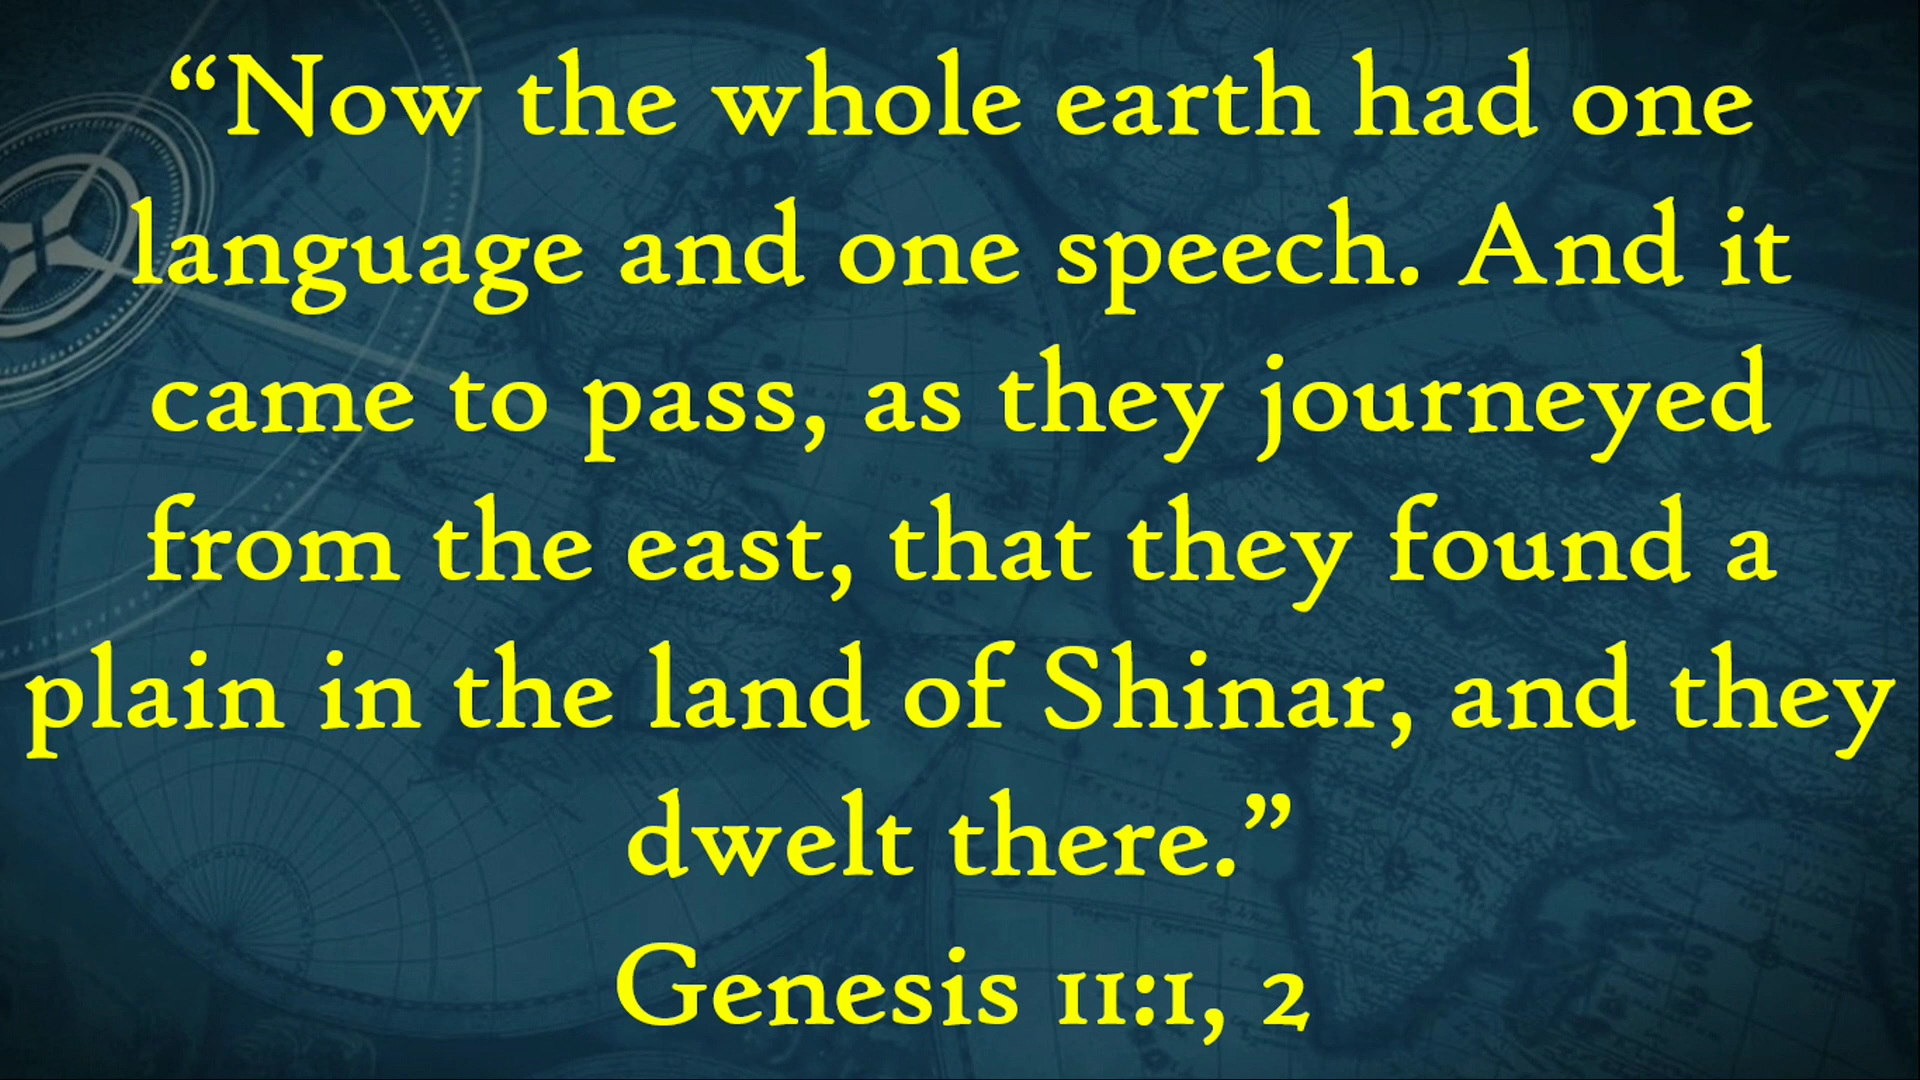 “Now the whole earth had one
language and one speech. And it
came to pass, as they journeyed
from the east, that they found a
plain in the land of Shinar, and they
dwelt there.”
Genesis 11:1, 2